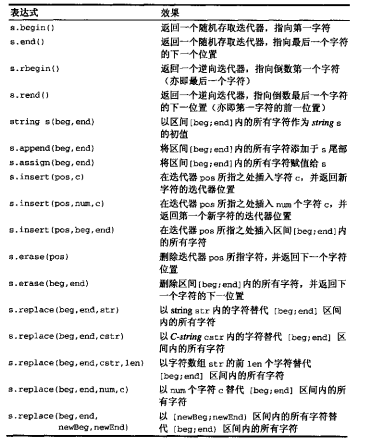 表达式 效果
s.begin() 返回一个随机存取迭代器，指向第一字符
s.end() 返回一个随机存取迭代器，指向最后一个字符
的下一个位置
s.rbegin() 返回一个逆向迭代器，指向倒数第一个字符
（亦即最后一个字符）
s.rend() 返回一个逆向迭代器，指向倒数最后一个字符
的下一位置（亦即第一字符的前一位置）
string s(beg,end) 以区间[beg;end]内的所有字符作为 string s
的初值
s.append(beg,end) 将区间[beg;end]内的所有字符添加于 s 尾部
s.assign(beg,end) 将区间[beg;end]内的所有字符赋值给 s
s.insert(pos,c) 在迭代器 pos 所指之处插入字符 c，并返回新
字符的迭代器位置
s.insert(pos,num,c) 在迭代器 pos 所指之处插入 num 个字符 c，并
返回第一个新字符的迭代器位置
s.insert(pos,beg,end) 在迭代器 pos 所指之处插入区间[beg;end]内
的所有字符
s.erase(pos) 删除迭代器 pos 所指字符，并返回下一个字符
位置
s.erase(beg,end) 删除区间[beg;end]内的所有字符，并返回下
一个字符的下一位置
s.replace(beg,end,str) 以 string str 内的字符替代 [beg;end] 区间
内的所有字符
s.replace(beg,end,cstr) 以 C-string cstr 内的字符替代 [beg;end] 区
间内的所有字符
s.replace(beg,end,cstr,len) 以字符数组 str 的前 len 个字符替代
[beg;end] 区间内的所有字符
s.replace(beg,end,num,c) 以 num 个字符 c 替代 [beg;end] 区间内的所
有字符
s.replace(beg,end, 以 [newBeg;newEnd) 区间内的所有字符替
newBeg,newEnd) 代 [beg;end) 区间内的所有字符